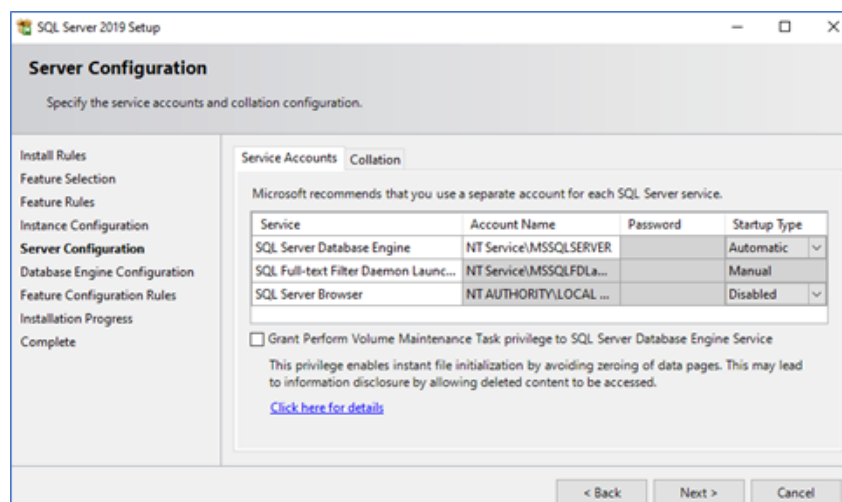 SQL Server 2019 Setup
Server Configuration
Specify the service accounts and collation configuration.
Install Rules
Feature Selection
Feature Rules
Instance Configuration
Server Configuration
Database Engine Configuration
Feature Configuration Rules
Installation Progress
Complete
Service Accounts Collation
Microsoft recommends that you use a separate account for each SQL Server service.
Service Account Name Password Startup Type
SQL Server Database Engine NT Service\MSSQLSERVER Automatic
SQL Full-text Filter Daemon Launc... NT Service\MSSQLFDLa... Manual
SQL Server Browser NT AUTHORITY\LOCAL ... Disabled
Grant Perform Volume Maintenance Task privilege to SQL Server Database Engine Service
This privilege enables instant file initialization by avoiding zeroing of data pages. This may lead
to information disclosure by allowing deleted content to be accessed.
Click here for details
< Back Next > Cancel